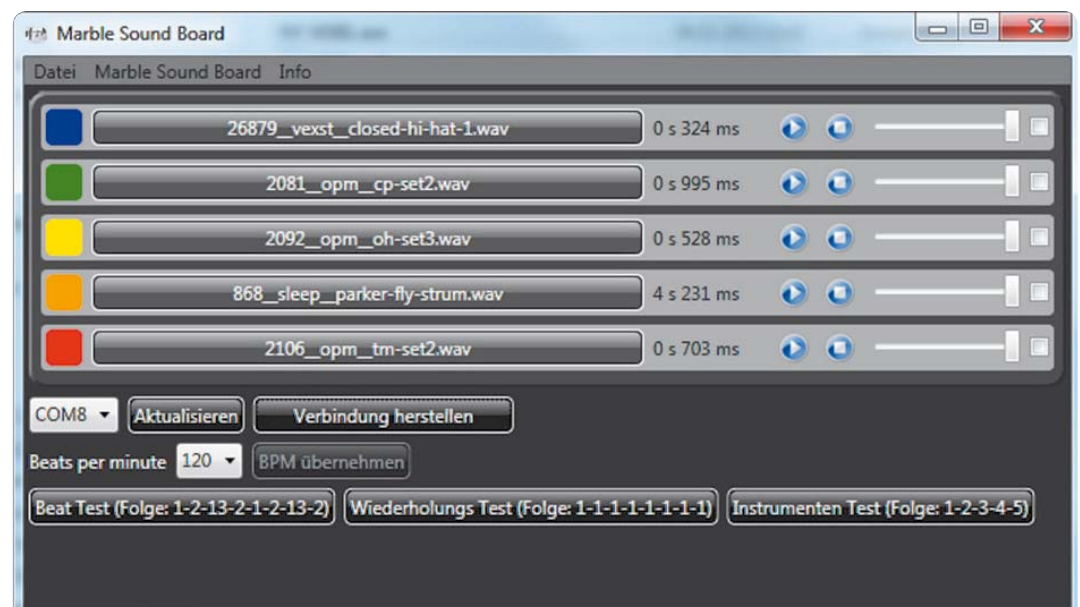 Marble Sound Board
Datei Marble Sound Board Info
26879__vexst__closed-hi-hat-1.wav 0 s 324 ms
2081__opm__cp-set2.wav 0 s 995 ms
2092__opm__oh-set3.wav 0 s 528 ms
868__sleep__parker-fly-strum.wav 4 s 231 ms
2106__opm__tm-set2.wav 0 s 703 ms
COM8 Aktualisieren Verbindung herstellen
Beats per minute 120 BPM übernehmen
Beat Test (Folge: 1-2-13-2-1-2-13-2) Wiederholungs Test (Folge: 1-1-1-1-1-1-1-1) Instrumenten Test (Folge: 1-2-3-4-5)